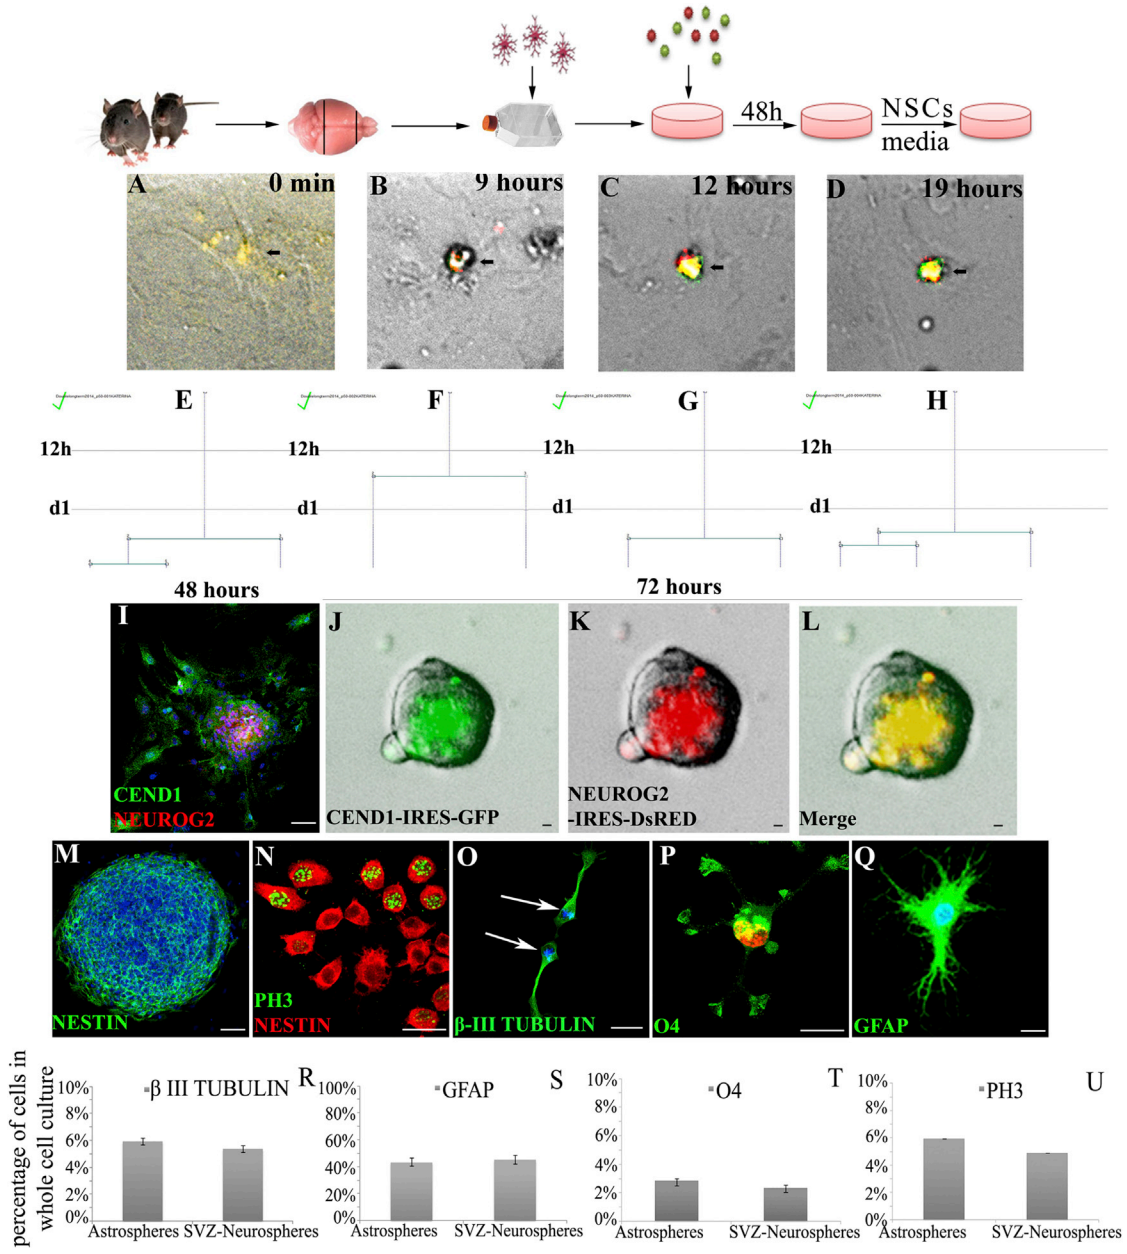 48h
NSCs
media
A
0 min
B
9 hours
C
12 hours
D
19 hours
E
F
G
H
12h
12h
12h
12h
d1
d1
d1
d1
48 hours
72 hours
I
CEND1
NEUROG2
J
CEND1-IRES-GFP
K
NEUROG2
-IRES-DsRED
L
Merge
M
NESTIN
N
PH3
NESTIN
O
β-III TUBULIN
P
O4
Q
GFAP
percentage of cells in
whole cell culture
β III TUBULIN
R
10%
8%
6%
4%
2%
0%
Astrospheres SVZ-Neurospheres
GFAP
S
100%
80%
60%
40%
20%
0%
Astrospheres SVZ-Neurospheres
O4
T
10%
8%
6%
4%
2%
0%
Astrospheres SVZ-Neurospheres
PH3
U
10%
8%
6%
4%
2%
0%
Astrospheres SVZ-Neurospheres